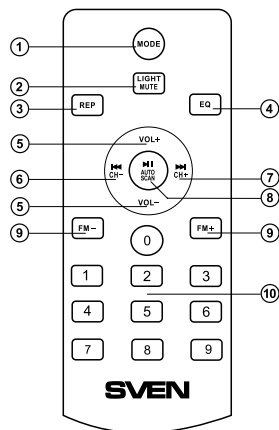 1
MODE
2
LIGHT
MUTE
3
REP
EQ
4
5
VOL+
6
CH−
AUTO
SCAN
CH+
7
8
5
VOL−
9
FM−
0
FM+
9
1
2
3
10
4
5
6
7
8
9
SVEN